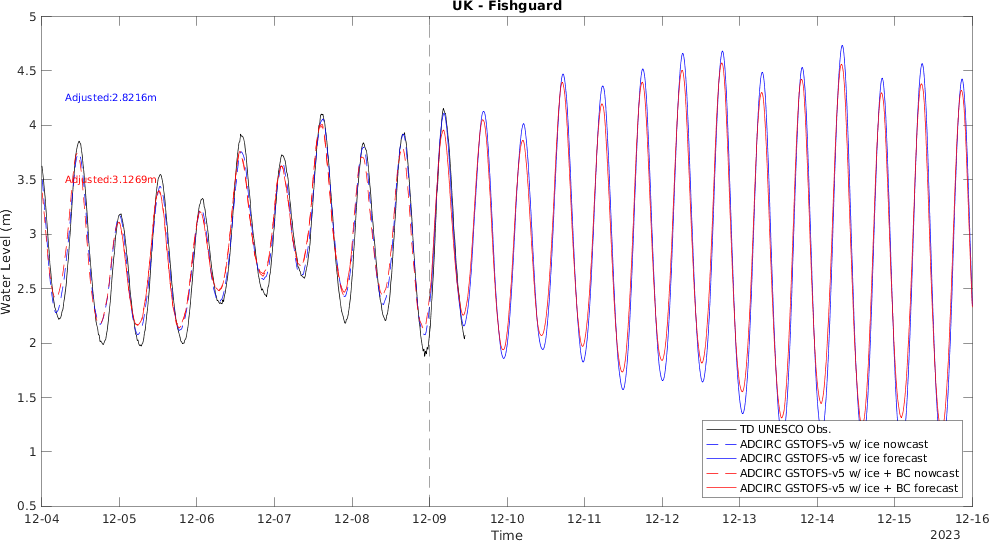 UK - Fishguard
5
4.5
4
3.5
3
2.5
2
1.5
1
0.5
Water Level (m)
Adjusted:2.8216m
Adjusted:3.1269m
TD UNESCO Obs.
ADCIRC GSTOFS-v5 w/ ice nowcast
ADCIRC GSTOFS-v5 w/ ice forecast
ADCIRC GSTOFS-v5 w/ ice + BC nowcast
ADCIRC GSTOFS-v5 w/ ice + BC forecast
12-04 12-05 12-06 12-07 12-08 12-09 12-10 12-11 12-12 12-13 12-14 12-15 12-16
Time
2023